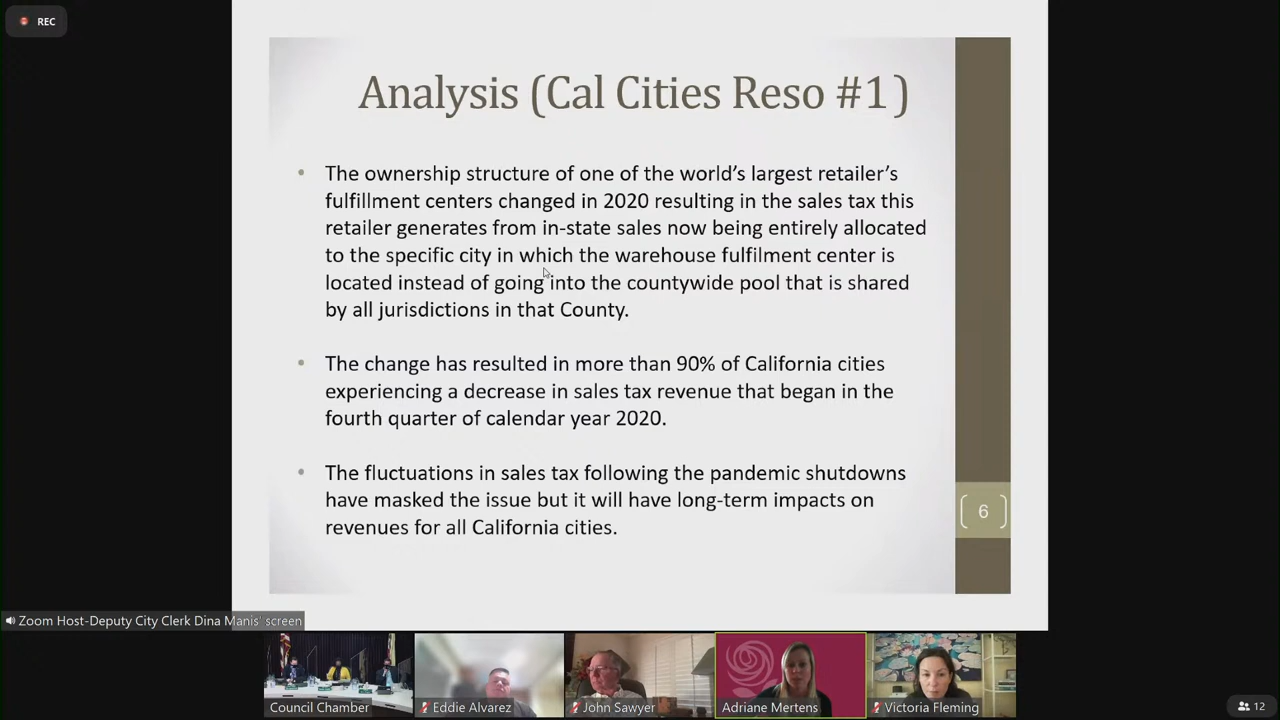 REC
Analysis (Cal Cities Reso #1)
• The ownership structure of one of the world's largest retailer's
fulfillment centers changed in 2020 resulting in the sales tax this
retailer generates from in-state sales now being entirely allocated
to the specific city in which the warehouse fulfilment center is
located instead of going into the countywide pool that is shared
by all jurisdictions in that County.
• The change has resulted in more than 90% of California cities
experiencing a decrease in sales tax revenue that began in the
fourth quarter of calendar year 2020.
• The fluctuations in sales tax following the pandemic shutdowns
have masked the issue but it will have long-term impacts on
revenues for all California cities.
6
Zoom Host-Deputy City Clerk Dina Manis' screen
Council Chamber
Eddie Alvarez
John Sawyer
Adriane Mertens
Victoria Fleming
12